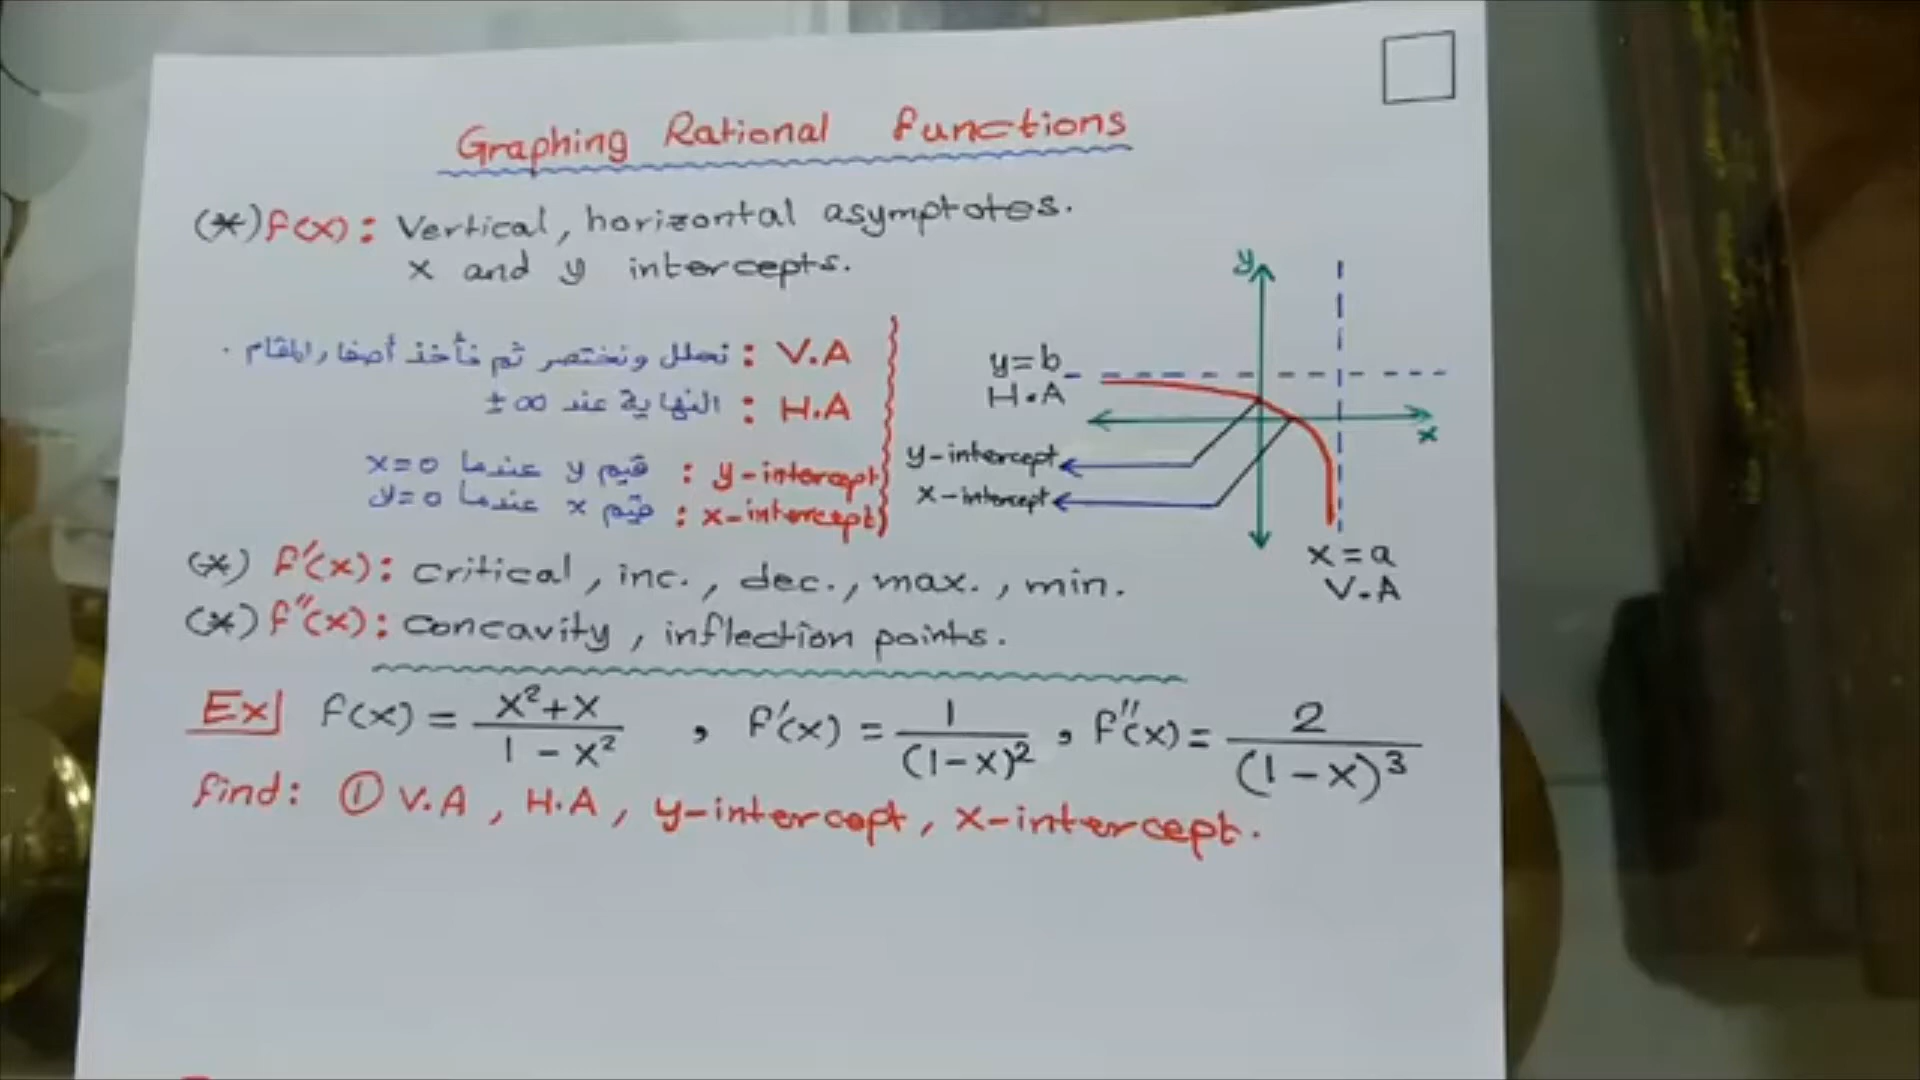 Graphing Rational Functions
(*) f(x): Vertical, horizontal asymptotes.
x and y intercepts.
V.A : نحلل ونختصر ثم نأخذ أصفار المقام.
H.A : النهاية عند ±∞
y-intercept : قيم y عندما x=0
x-intercept : قيم x عندما y=0
y
y=b
H.A
x
y-intercept
x-intercept
x=a
V.A
(*) f'(x): critical, inc., dec., max., min.
(*) f''(x): concavity, inflection points.
Ex] f(x) = (x²+x)/(1-x²) , f'(x) = 1/(1-x)² , f''(x) = 2/(1-x)³
find: ① V.A, H.A, y-intercept, x-intercept.